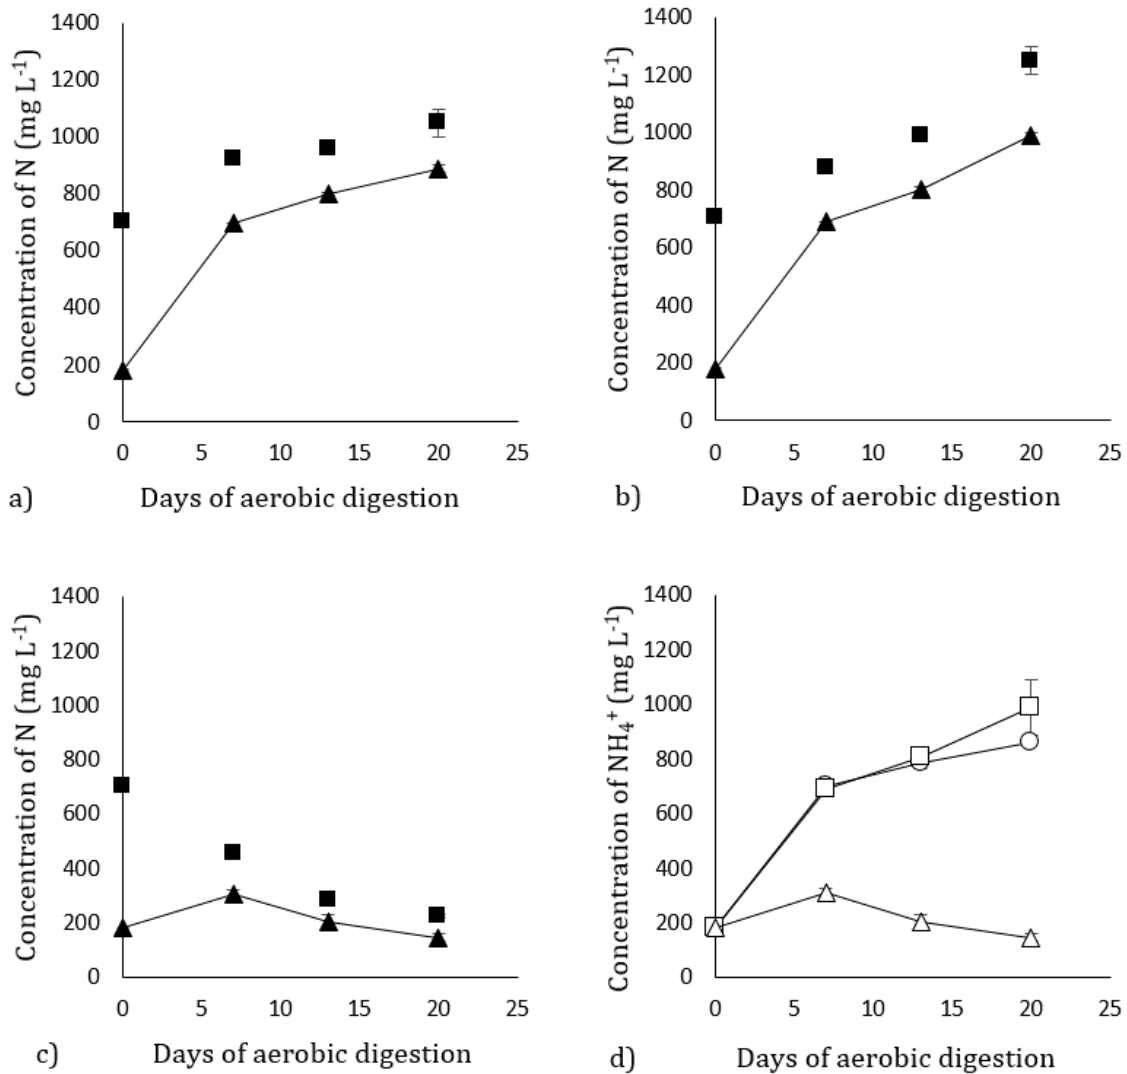 Concentration of N (mg L⁻¹)
1400
1200
1000
800
600
400
200
0
0 5 10 15 20 25
a) Days of aerobic digestion
Concentration of N (mg L⁻¹)
1400
1200
1000
800
600
400
200
0
0 5 10 15 20 25
b) Days of aerobic digestion
Concentration of N (mg L⁻¹)
1400
1200
1000
800
600
400
200
0
0 5 10 15 20 25
c) Days of aerobic digestion
Concentration of NH₄⁺ (mg L⁻¹)
1400
1200
1000
800
600
400
200
0
0 5 10 15 20 25
d) Days of aerobic digestion